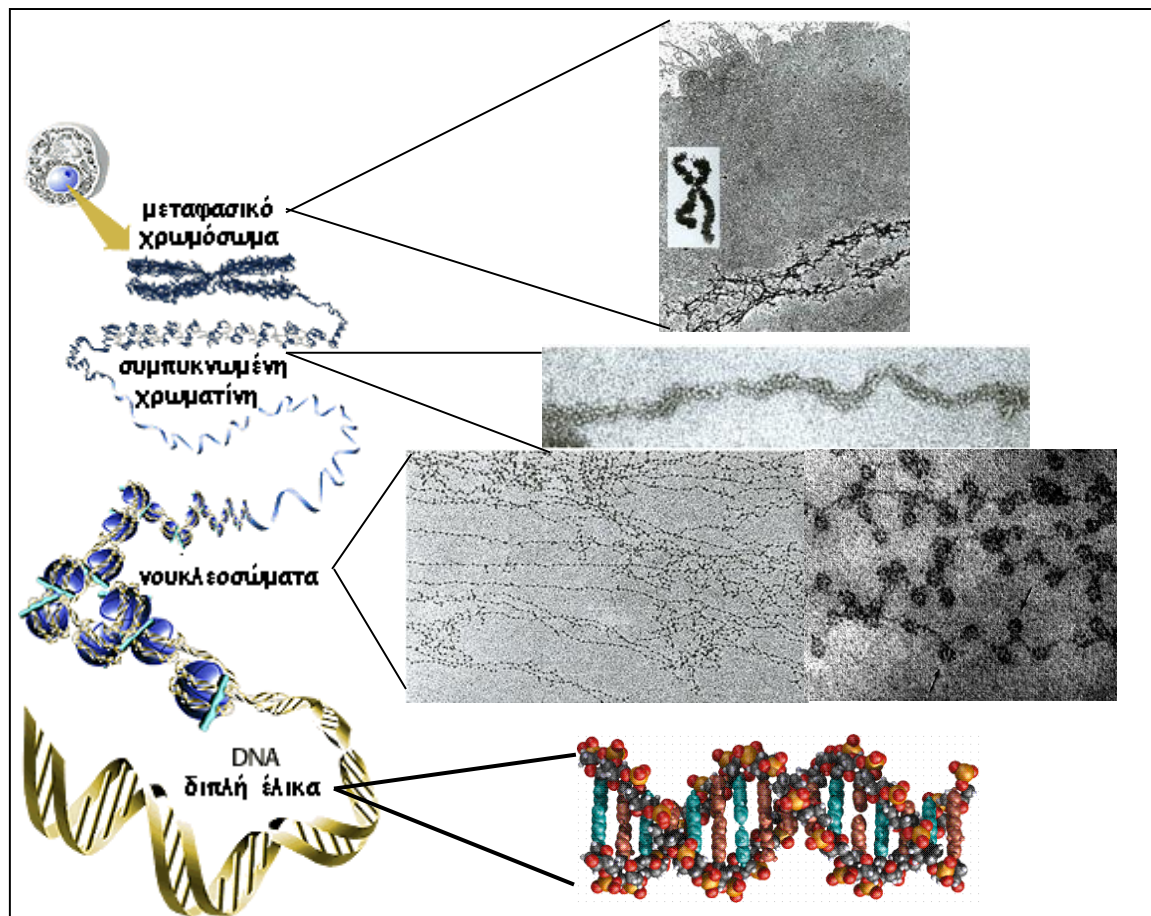 μεταφασικό
χρωμόσωμα
συμπυκνωμένη
χρωματίνη
νουκλεοσώματα
DNA
διπλή έλικα